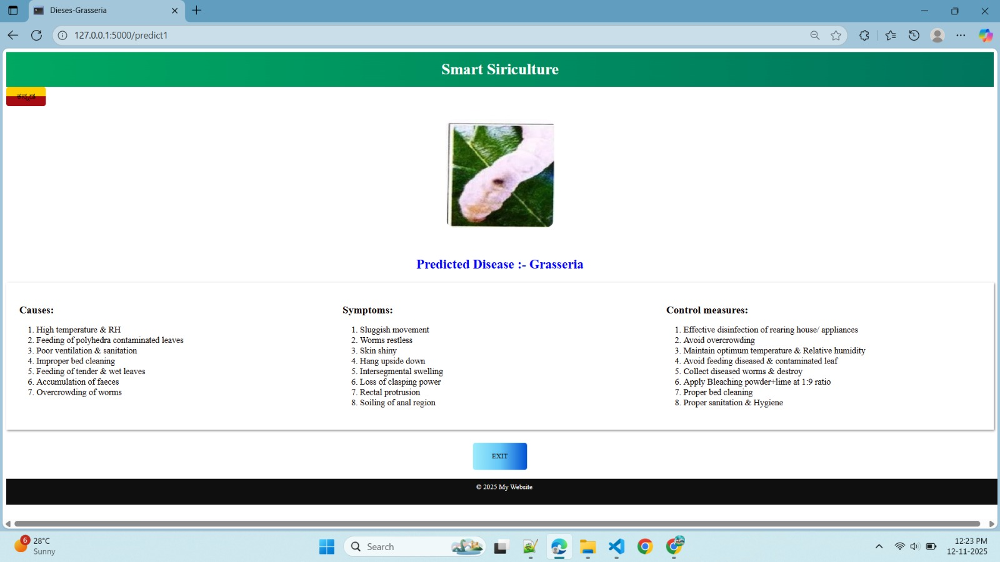 Dieses-Grasseria
127.0.0.1:5000/predict1
Smart Siriculture
ಕನ್ನಡ
Predicted Disease :- Grasseria
Causes:
1. High temperature & RH
2. Feeding of polyhedra contaminated leaves
3. Poor ventilation & sanitation
4. Improper bed cleaning
5. Feeding of tender & wet leaves
6. Accumulation of faeces
7. Overcrowding of worms
Symptoms:
1. Sluggish movement
2. Worms restless
3. Skin shiny
4. Hang upside down
5. Intersegmental swelling
6. Loss of clasping power
7. Rectal protrusion
8. Soiling of anal region
Control measures:
1. Effective disinfection of rearing house/ appliances
2. Avoid overcrowding
3. Maintain optimum temperature & Relative humidity
4. Avoid feeding diseased & contaminated leaf
5. Collect diseased worms & destroy
6. Apply Bleaching powder+lime at 1:9 ratio
7. Proper bed cleaning
8. Proper sanitation & Hygiene
EXIT
© 2025 My Website
6
28°C
Sunny
Search
12:23 PM
12-11-2025